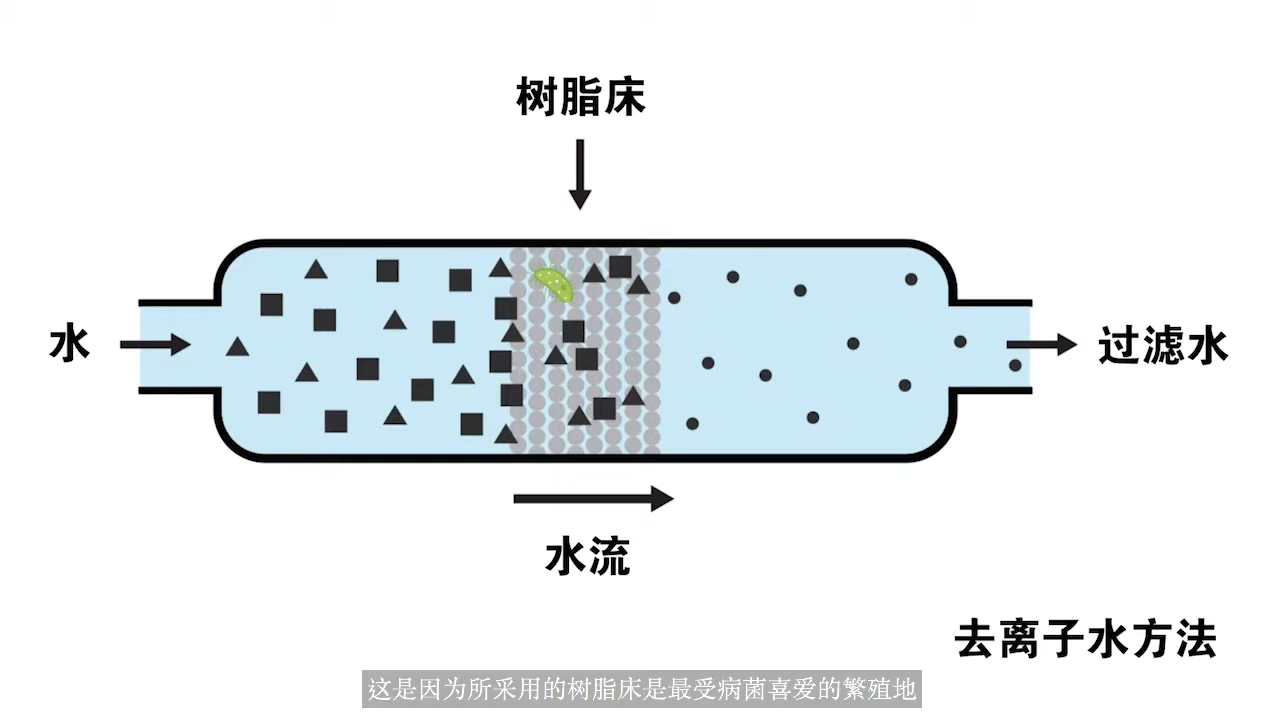 树脂床
水
过滤水
水流
去离子水方法
这是因为所采用的树脂床是最受病菌喜爱的繁殖地